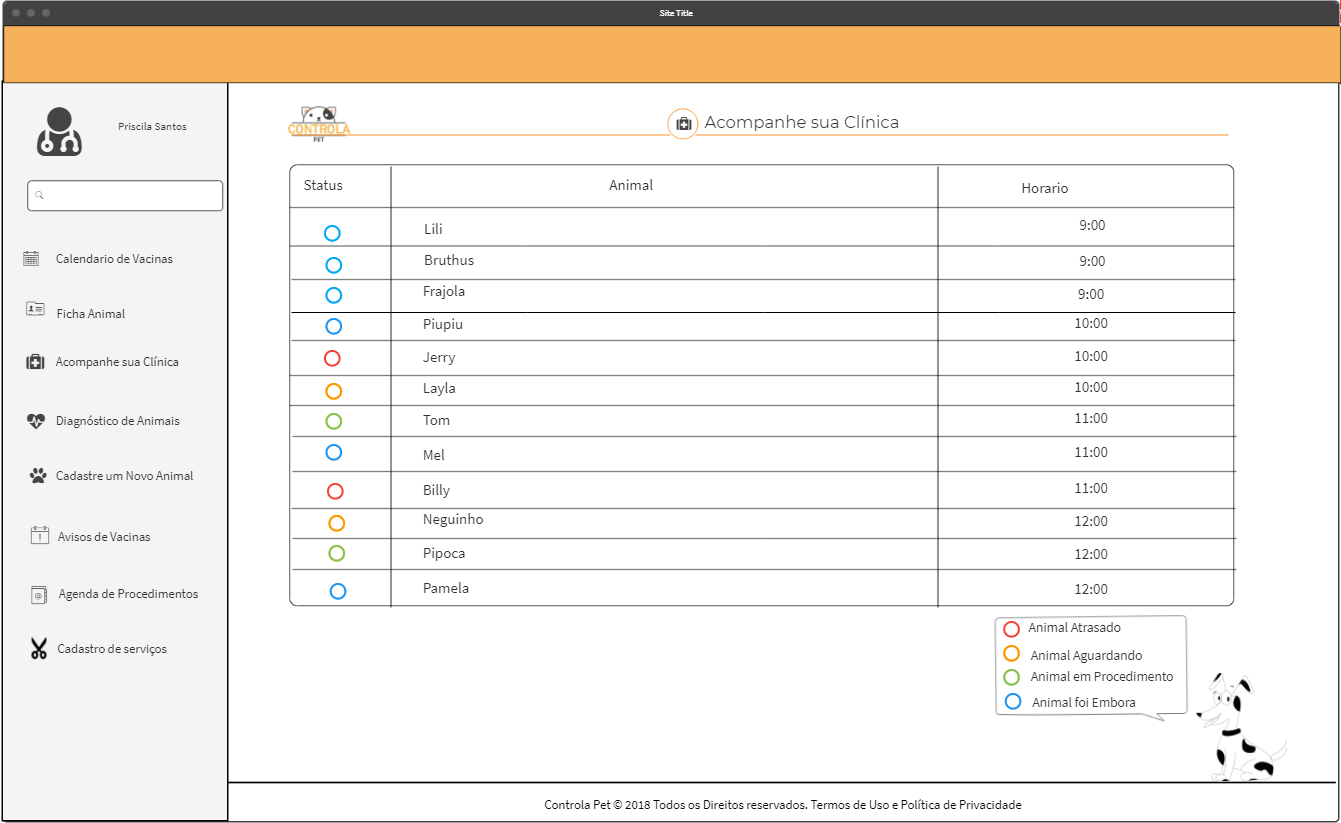 Site Title
Priscila Santos
Calendario de Vacinas
Ficha Animal
Acompanhe sua Clínica
Diagnóstico de Animais
Cadastre um Novo Animal
Avisos de Vacinas
Agenda de Procedimentos
Cadastro de serviços
CONTROLA
PET
Acompanhe sua Clínica
Status Animal Horario
Lili 9:00
Bruthus 9:00
Frajola 9:00
Piupiu 10:00
Jerry 10:00
Layla 10:00
Tom 11:00
Mel 11:00
Billy 11:00
Neguinho 12:00
Pipoca 12:00
Pamela 12:00
Animal Atrasado
Animal Aguardando
Animal em Procedimento
Animal foi Embora
Controla Pet © 2018 Todos os Direitos reservados. Termos de Uso e Política de Privacidade